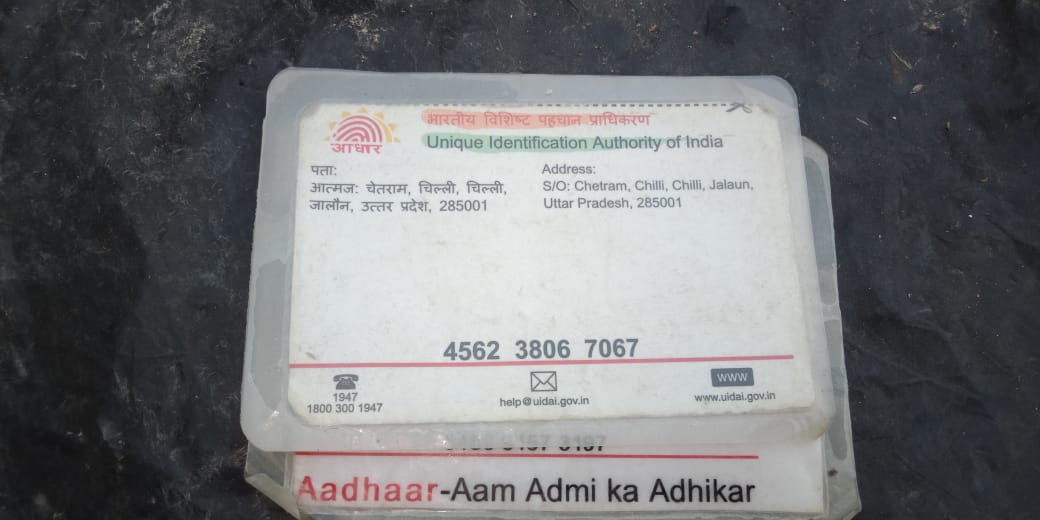 आधार
भारतीय विशिष्ट पहचान प्राधिकरण
Unique Identification Authority of India
पता:
आत्मज: चेतराम, चिल्ली, चिल्ली,
जालौन, उत्तर प्रदेश, 285001
Address:
S/O: Chetram, Chilli, Chilli, Jalaun,
Uttar Pradesh, 285001
4562 3806 7067
1947
1800 300 1947
help@uidai.gov.in
www
www.uidai.gov.in
Aadhaar-Aam Admi ka Adhikar